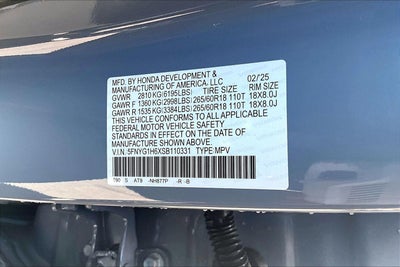 MFD. BY HONDA DEVELOPMENT & 02/25
MANUFACTURING OF AMERICA, LLC TIRE SIZE RIM SIZE
GVWR 2810 KG (6195LBS)
GAWR F 1360 KG (2998LBS) 265/60R18 110T 18X8.0J
GAWR R 1535 KG (3384LBS) 265/60R18 110T 18X8.0J
THIS VEHICLE CONFORMS TO ALL APPLICABLE
FEDERAL MOTOR VEHICLE SAFETY
STANDARDS IN EFFECT ON THE DATE OF
MANUFACTURE SHOWN ABOVE.
V.I.N. 5FNYG1H6XSB110331 TYPE:MPV
T90 S AT9 -NH877P -R -B